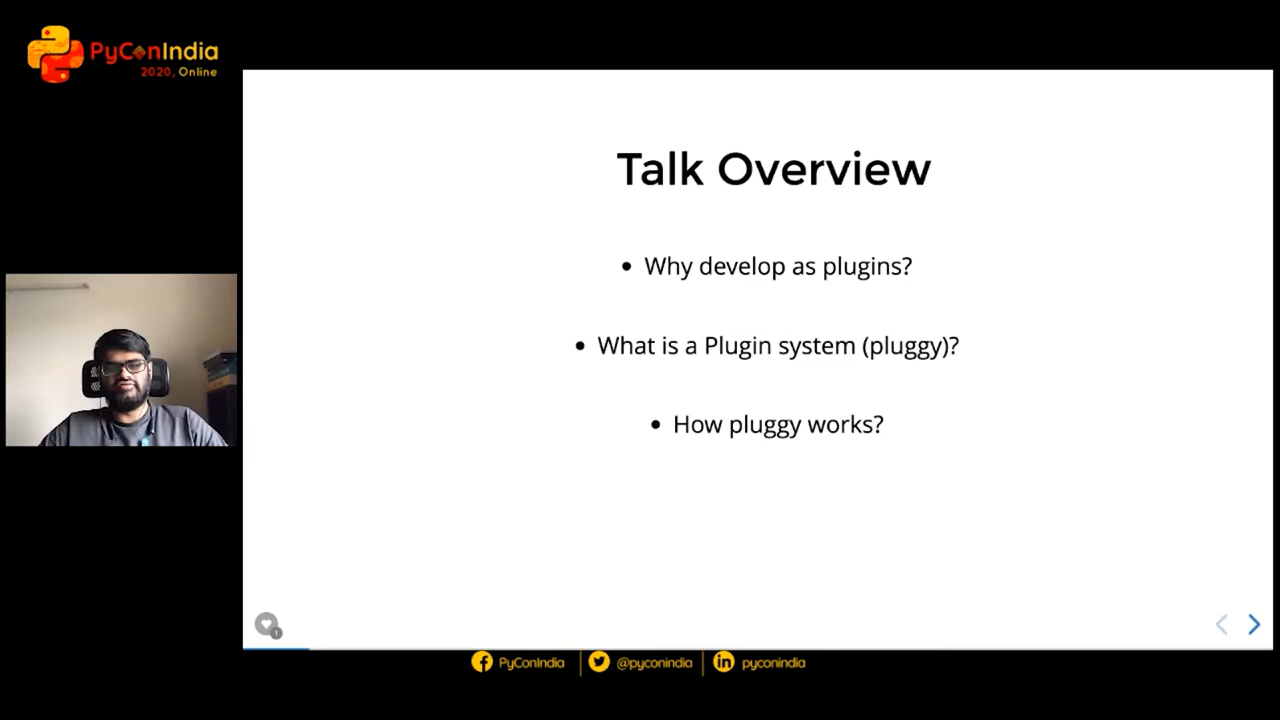 PyConIndia
2020, Online
Talk Overview
• Why develop as plugins?
• What is a Plugin system (pluggy)?
• How pluggy works?
1
PyConIndia
@pyconindia
pyconindia